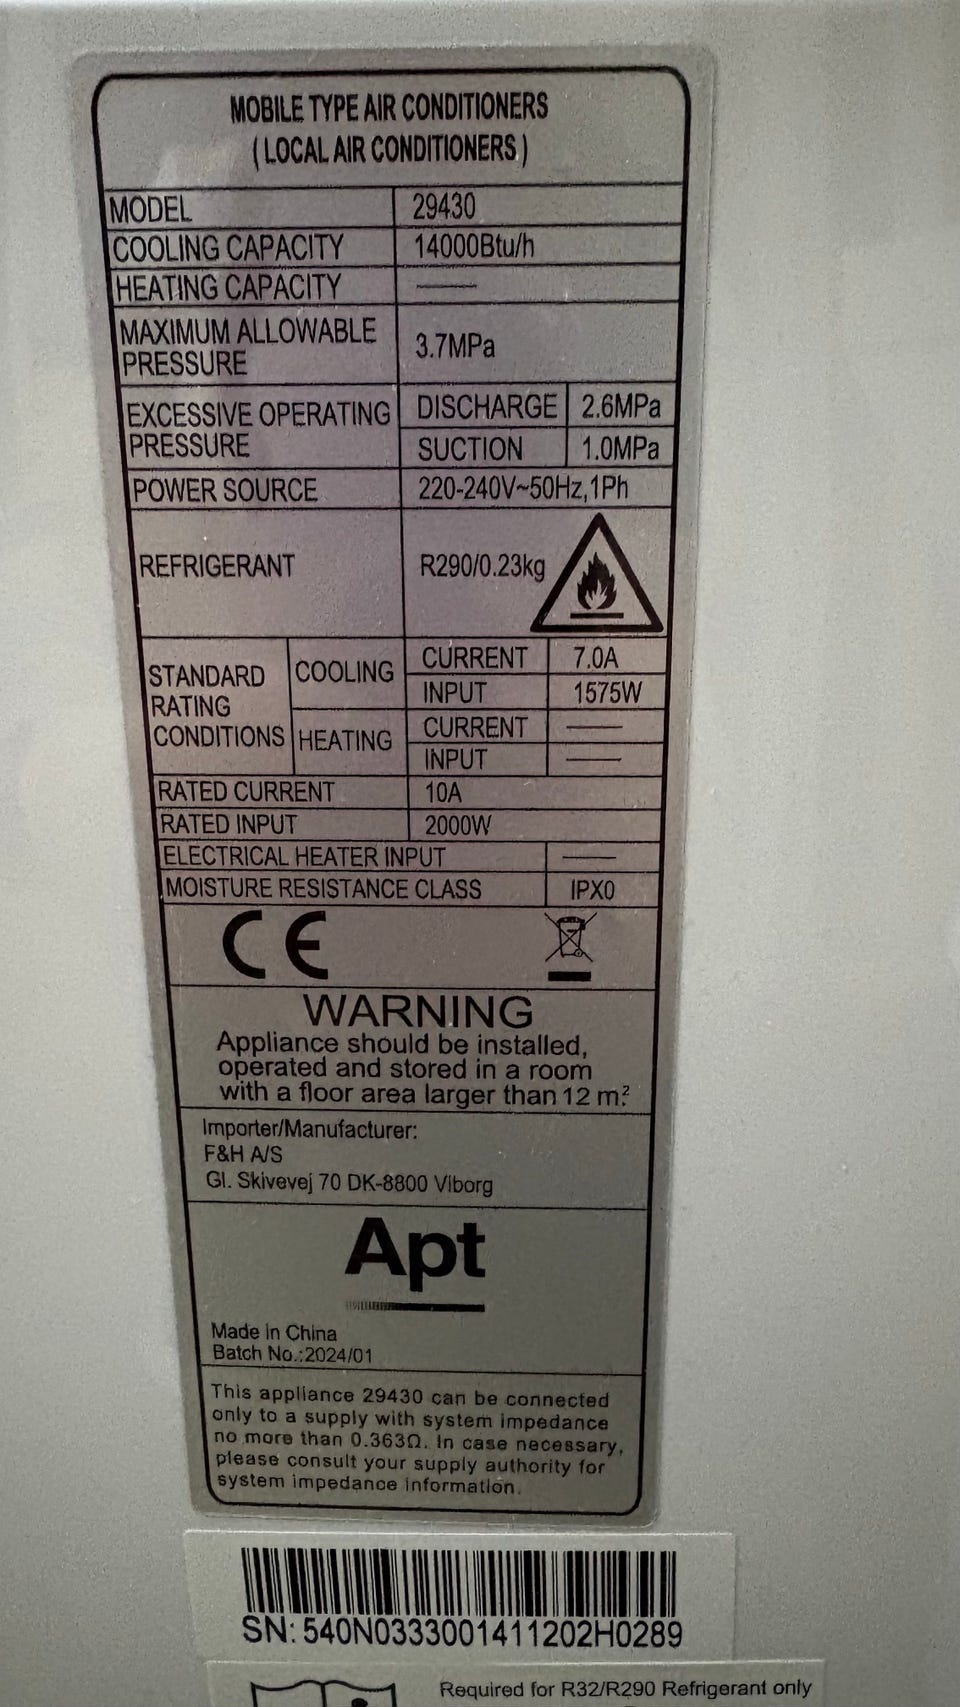 MOBILE TYPE AIR CONDITIONERS
(LOCAL AIR CONDITIONERS)
MODEL 29430
COOLING CAPACITY 14000Btu/h
HEATING CAPACITY ——
MAXIMUM ALLOWABLE
PRESSURE 3.7MPa
EXCESSIVE OPERATING
PRESSURE
DISCHARGE 2.6MPa
SUCTION 1.0MPa
POWER SOURCE 220-240V~50Hz,1Ph
REFRIGERANT R290/0.23kg
STANDARD
RATING
CONDITIONS
COOLING
CURRENT 7.0A
INPUT 1575W
HEATING
CURRENT ——
INPUT ——
RATED CURRENT 10A
RATED INPUT 2000W
ELECTRICAL HEATER INPUT ——
MOISTURE RESISTANCE CLASS IPX0
CE
WARNING
Appliance should be installed,
operated and stored in a room
with a floor area larger than 12 m².
Importer/Manufacturer:
F&H A/S
Gl. Skivevej 70 DK-8800 Viborg
Apt
Made in China
Batch No.:2024/01
This appliance 29430 can be connected
only to a supply with system impedance
no more than 0.363Ω. In case necessary,
please consult your supply authority for
system impedance information.
SN: 540N0333001411202H0289
Required for R32/R290 Refrigerant only